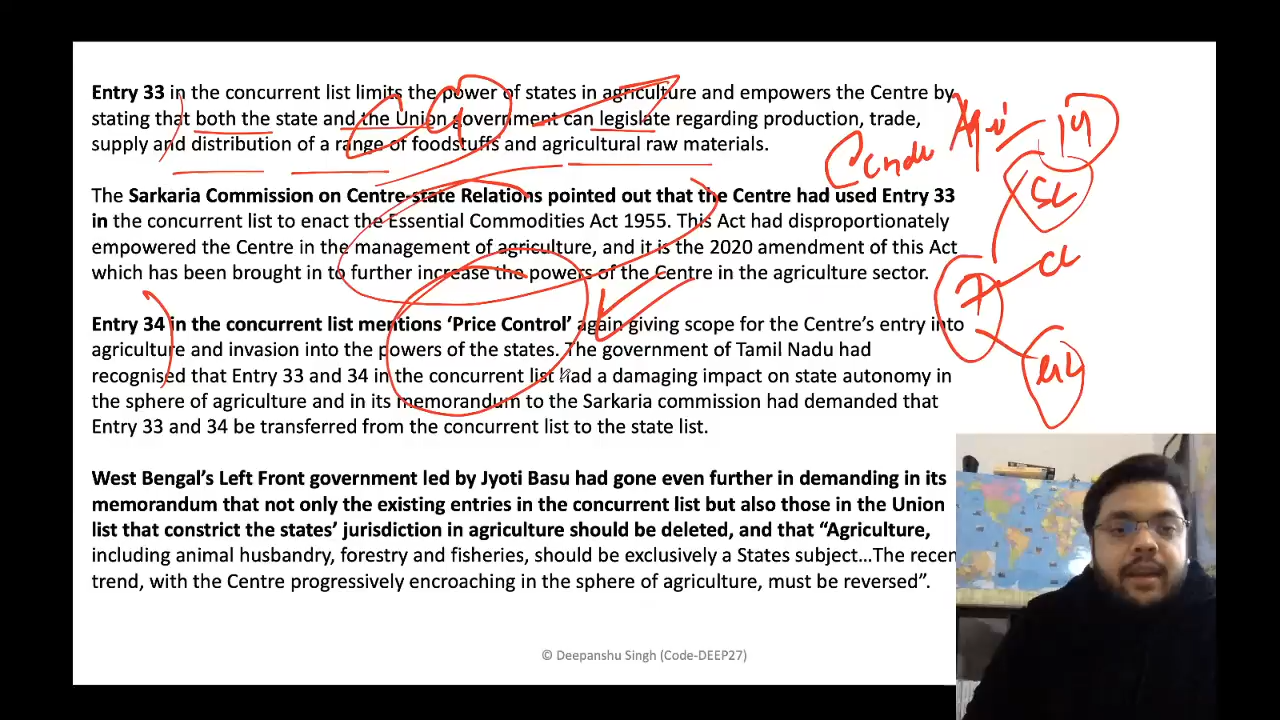 Entry 33 in the concurrent list limits the power of states in agriculture and empowers the Centre by
stating that both the state and the Union government can legislate regarding production, trade,
supply and distribution of a range of foodstuffs and agricultural raw materials.
The Sarkaria Commission on Centre-state Relations pointed out that the Centre had used Entry 33
in the concurrent list to enact the Essential Commodities Act 1955. This Act had disproportionately
empowered the Centre in the management of agriculture, and it is the 2020 amendment of this Act
which has been brought in to further increase the powers of the Centre in the agriculture sector.
Entry 34 in the concurrent list mentions ‘Price Control’ again giving scope for the Centre’s entry into
agriculture and invasion into the powers of the states. The government of Tamil Nadu had
recognised that Entry 33 and 34 in the concurrent list had a damaging impact on state autonomy in
the sphere of agriculture and in its memorandum to the Sarkaria commission had demanded that
Entry 33 and 34 be transferred from the concurrent list to the state list.
West Bengal’s Left Front government led by Jyoti Basu had gone even further in demanding in its
memorandum that not only the existing entries in the concurrent list but also those in the Union
list that constrict the states’ jurisdiction in agriculture should be deleted, and that “Agriculture,
including animal husbandry, forestry and fisheries, should be exclusively a States subject...The recen
trend, with the Centre progressively encroaching in the sphere of agriculture, must be reversed”.
© Deepanshu Singh (Code-DEEP27)
Agri 14
SL
CL
7
UL